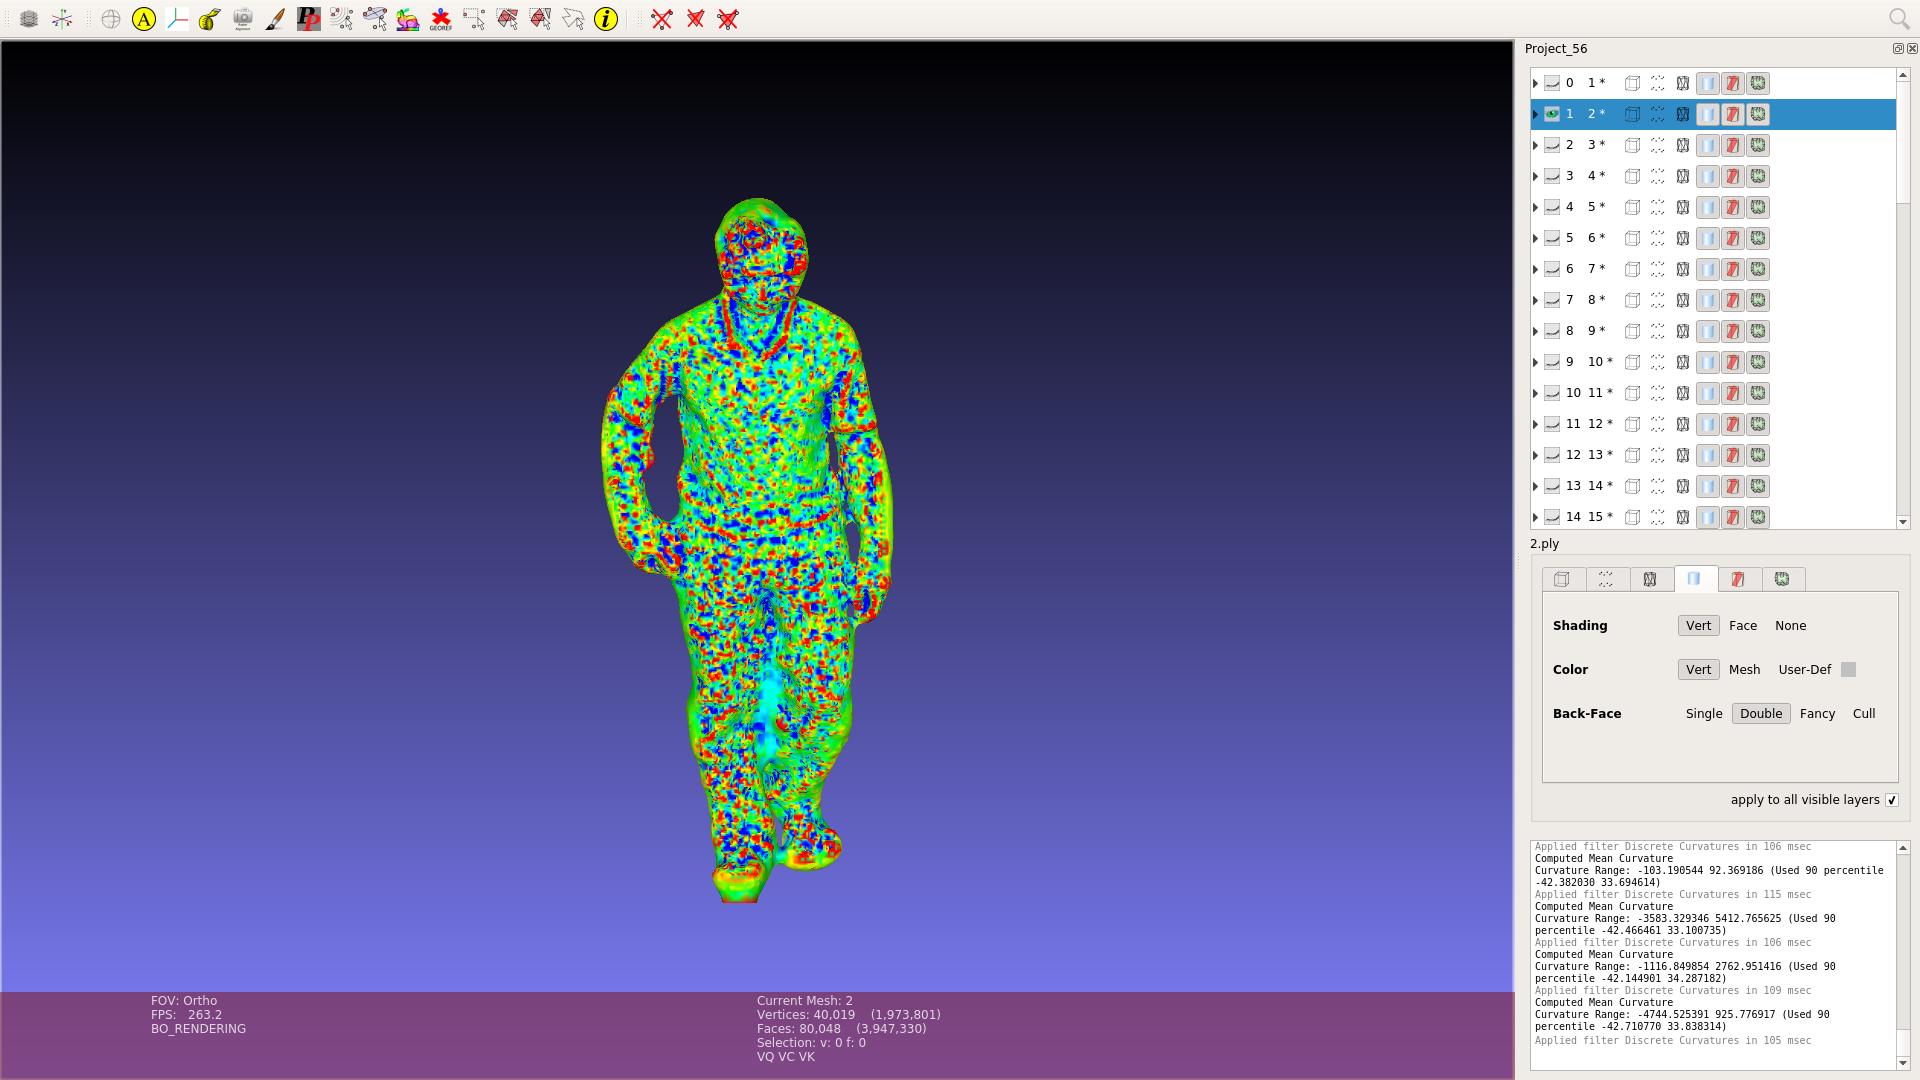 A
PP
GEOREF
i
Project_56
0 1 *
1 2 *
2 3 *
3 4 *
4 5 *
5 6 *
6 7 *
7 8 *
8 9 *
9 10 *
10 11 *
11 12 *
12 13 *
13 14 *
14 15 *
2.ply
Shading Vert Face None
Color Vert Mesh User-Def
Back-Face Single Double Fancy Cull
apply to all visible layers
Applied filter Discrete Curvatures in 106 msec
Computed Mean Curvature
Curvature Range: -103.190544 92.369186 (Used 90 percentile
-42.382030 33.694614)
Applied filter Discrete Curvatures in 115 msec
Computed Mean Curvature
Curvature Range: -3583.329346 5412.765625 (Used 90
percentile -42.466461 33.100735)
Applied filter Discrete Curvatures in 106 msec
Computed Mean Curvature
Curvature Range: -1116.849854 2762.951416 (Used 90
percentile -42.144901 34.287182)
Applied filter Discrete Curvatures in 109 msec
Computed Mean Curvature
Curvature Range: -4744.525391 925.776917 (Used 90
percentile -42.710770 33.838314)
Applied filter Discrete Curvatures in 105 msec
FOV: Ortho
FPS: 263.2
BO_RENDERING
Current Mesh: 2
Vertices: 40,019 (1,973,801)
Faces: 80,048 (3,947,330)
Selection: v: 0 f: 0
VQ VC VK